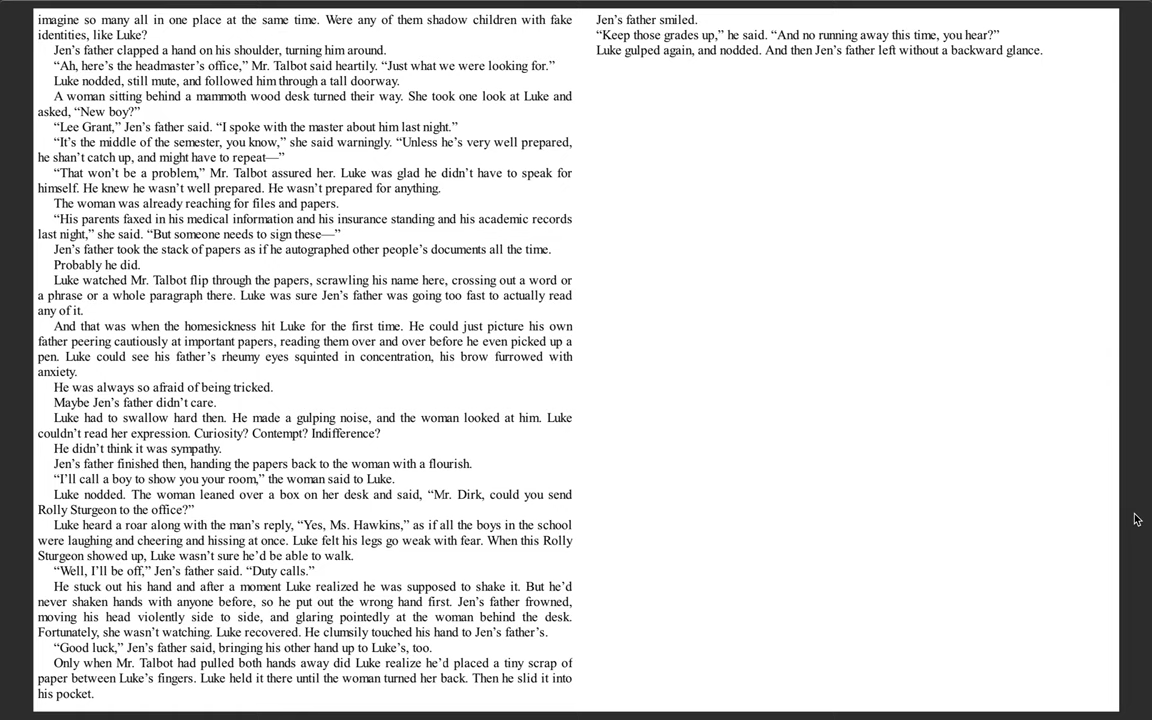 imagine so many all in one place at the same time. Were any of them shadow children with fake
identities, like Luke?
Jen’s father clapped a hand on his shoulder, turning him around.
“Ah, here’s the headmaster’s office,” Mr. Talbot said heartily. “Just what we were looking for.”
Luke nodded, still mute, and followed him through a tall doorway.
A woman sitting behind a mammoth wood desk turned their way. She took one look at Luke and
asked, “New boy?”
“Lee Grant,” Jen’s father said. “I spoke with the master about him last night.”
“It’s the middle of the semester, you know,” she said warningly. “Unless he’s very well prepared,
he shan’t catch up, and might have to repeat—”
“That won’t be a problem,” Mr. Talbot assured her. Luke was glad he didn’t have to speak for
himself. He knew he wasn’t well prepared. He wasn’t prepared for anything.
The woman was already reaching for files and papers.
“His parents faxed in his medical information and his insurance standing and his academic records
last night,” she said. “But someone needs to sign these—”
Jen’s father took the stack of papers as if he autographed other people’s documents all the time.
Probably he did.
Luke watched Mr. Talbot flip through the papers, scrawling his name here, crossing out a word or
a phrase or a whole paragraph there. Luke was sure Jen’s father was going too fast to actually read
any of it.
And that was when the homesickness hit Luke for the first time. He could just picture his own
father peering cautiously at important papers, reading them over and over before he even picked up a
pen. Luke could see his father’s rheumy eyes squinted in concentration, his brow furrowed with
anxiety.
He was always so afraid of being tricked.
Maybe Jen’s father didn’t care.
Luke had to swallow hard then. He made a gulping noise, and the woman looked at him. Luke
couldn’t read her expression. Curiosity? Contempt? Indifference?
He didn’t think it was sympathy.
Jen’s father finished then, handing the papers back to the woman with a flourish.
“I’ll call a boy to show you your room,” the woman said to Luke.
Luke nodded. The woman leaned over a box on her desk and said, “Mr. Dirk, could you send
Rolly Sturgeon to the office?”
Luke heard a roar along with the man’s reply, “Yes, Ms. Hawkins,” as if all the boys in the school
were laughing and cheering and hissing at once. Luke felt his legs go weak with fear. When this Rolly
Sturgeon showed up, Luke wasn’t sure he’d be able to walk.
“Well, I’ll be off,” Jen’s father said. “Duty calls.”
He stuck out his hand and after a moment Luke realized he was supposed to shake it. But he’d
never shaken hands with anyone before, so he put out the wrong hand first. Jen’s father frowned,
moving his head violently side to side, and glaring pointedly at the woman behind the desk.
Fortunately, she wasn’t watching. Luke recovered. He clumsily touched his hand to Jen’s father’s.
“Good luck,” Jen’s father said, bringing his other hand up to Luke’s, too.
Only when Mr. Talbot had pulled both hands away did Luke realize he’d placed a tiny scrap of
paper between Luke’s fingers. Luke held it there until the woman turned her back. Then he slid it into
his pocket.
Jen’s father smiled.
“Keep those grades up,” he said. “And no running away this time, you hear?”
Luke gulped again, and nodded. And then Jen’s father left without a backward glance.